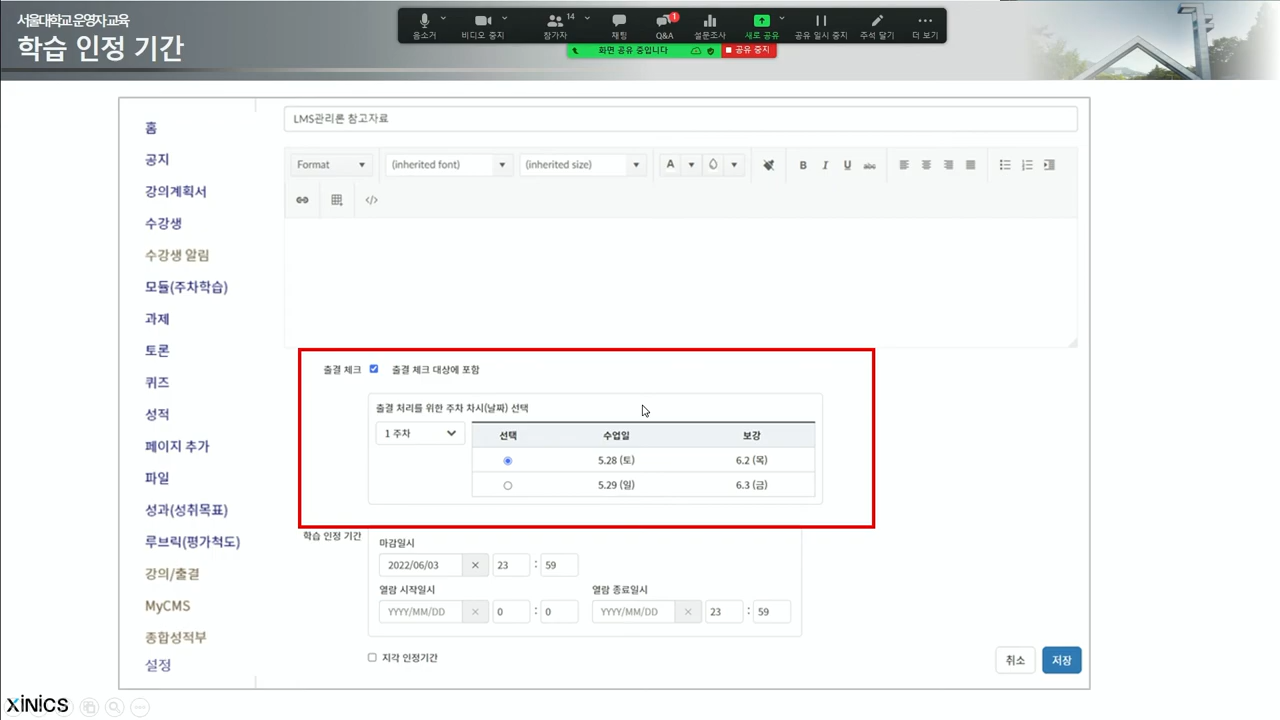 서울대학교 운영자 교육
학습 인정 기간
음소거
비디오 중지
14
참가자
채팅
1
Q&A
설문조사
새로 공유
공유 일시 중지
주석 달기
더 보기
화면 공유 중입니다
공유 중지
홈
공지
강의계획서
수강생
수강생 알림
모듈(주차학습)
과제
토론
퀴즈
성적
페이지 추가
파일
성과(성취목표)
루브릭(평가척도)
강의/출결
MyCMS
종합성적부
설정
LMS관리론 참고자료
Format (inherited font) (inherited size) A B I U abc
</>
출결 체크 출결 체크 대상에 포함
출결 처리를 위한 주차 차시(날짜) 선택
1 주차
선택 수업일 보강
5.28 (토) 6.2 (목)
5.29 (일) 6.3 (금)
학습 인정 기간
마감일시
2022/06/03 × 23 : 59
열람 시작일시 열람 종료일시
YYYY/MM/DD × 0 : 0 YYYY/MM/DD × 23 : 59
지각 인정기간
취소 저장
XINICS